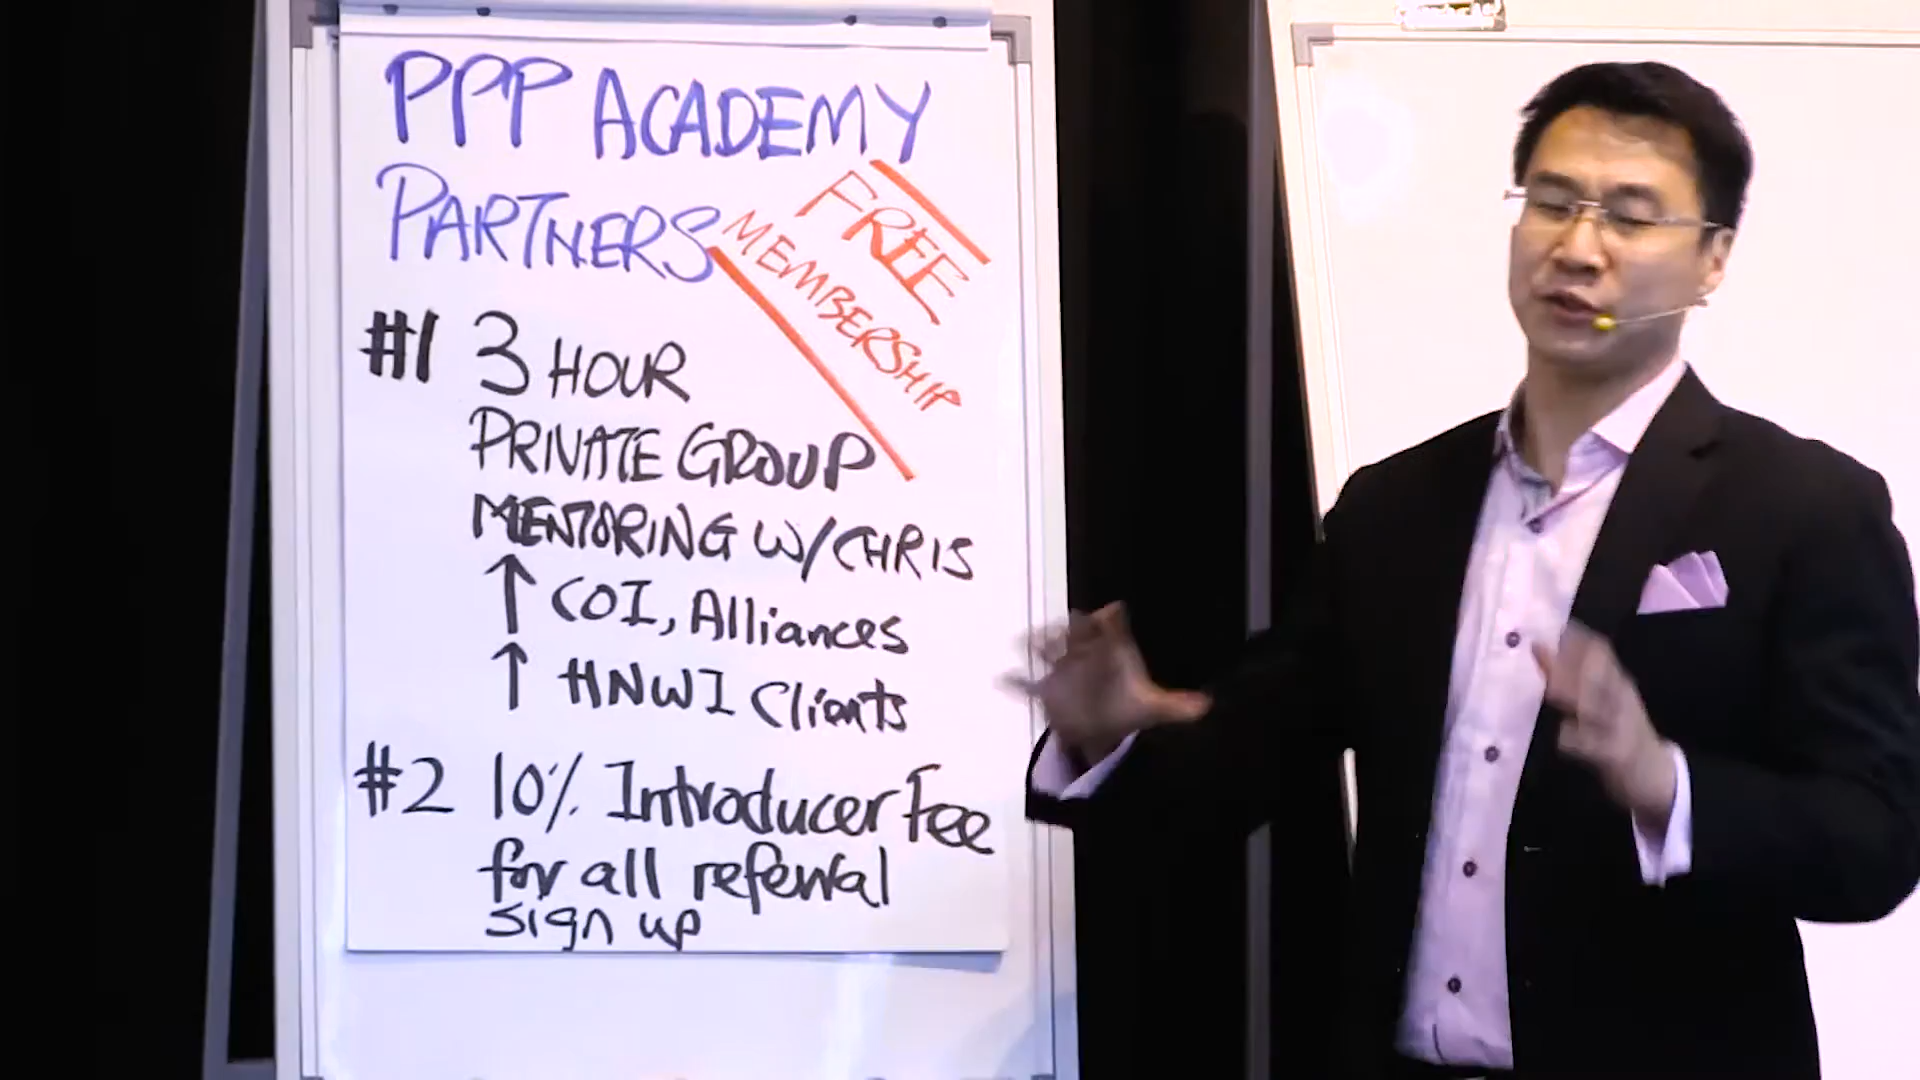 PPP ACADEMY
PARTNERS
FREE
MEMBERSHIP
#1 3 HOUR
PRIVATE GROUP
MENTORING W/CHRIS
↑ COI, Alliances
↑ HNWI Clients
#2 10% Introducer Fee
for all referral
sign up